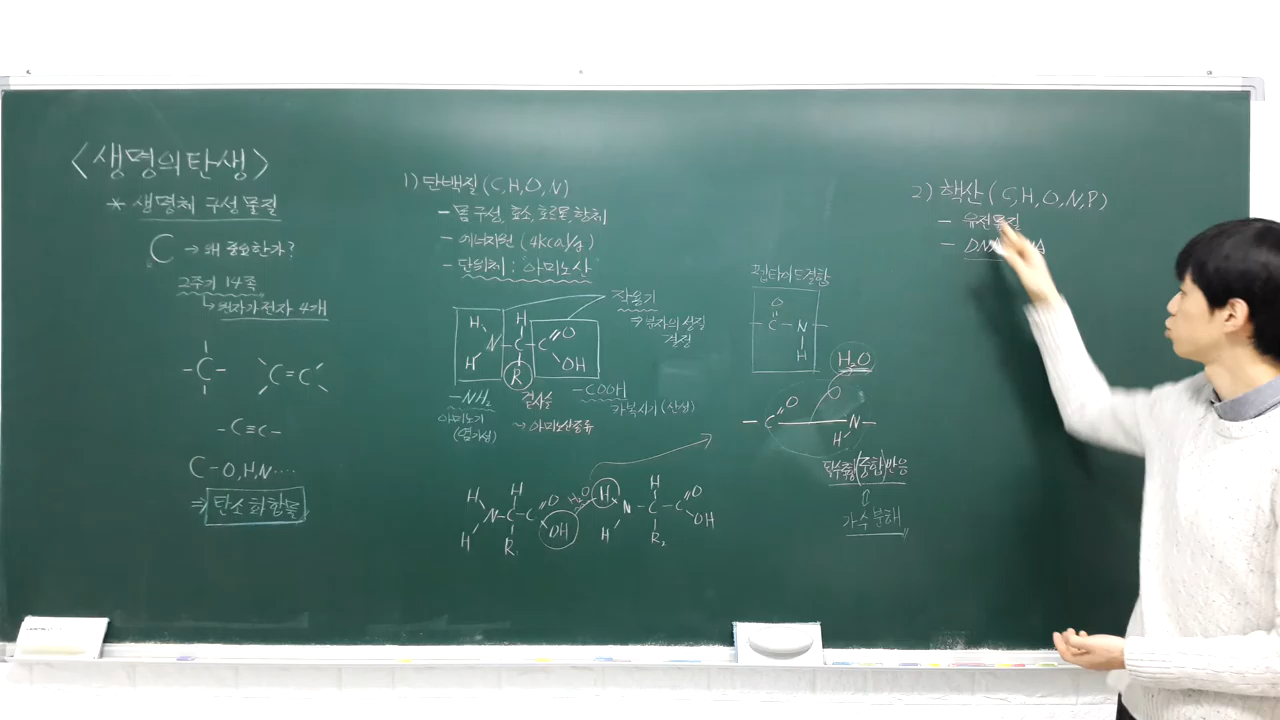 <생명의 탄생>
* 생명체 구성 물질
C → 왜 중요한가?
2주기 14족
↳ 원자가 전자 4개
-C-
C=C
-C≡C-
C-O,H,N....
⇒ 탄소 화합물
1) 단백질 (C,H,O,N)
- 몸 구성, 효소, 호르몬, 항체
- 에너지원 (4kcal/g)
- 단위체 : 아미노산
작용기
⇒ 분자의 성질
결정
H H
N-C-C O
H R OH
-NH₂
아미노기
(염기성)
곁사슬
~ 아미노산 종류
-COOH
카복시기 (산성)
H H O H₂O H H O
N-C-C N-C-C
H R₁ OH H R₂ OH
펩타이드 결합
O
-C-N-
H
H₂O
-C O N-
H
탈수축합(중합)반응
⇕
가수분해
2) 핵산 (C,H,O,N,P)
- 유전물질
- DNA